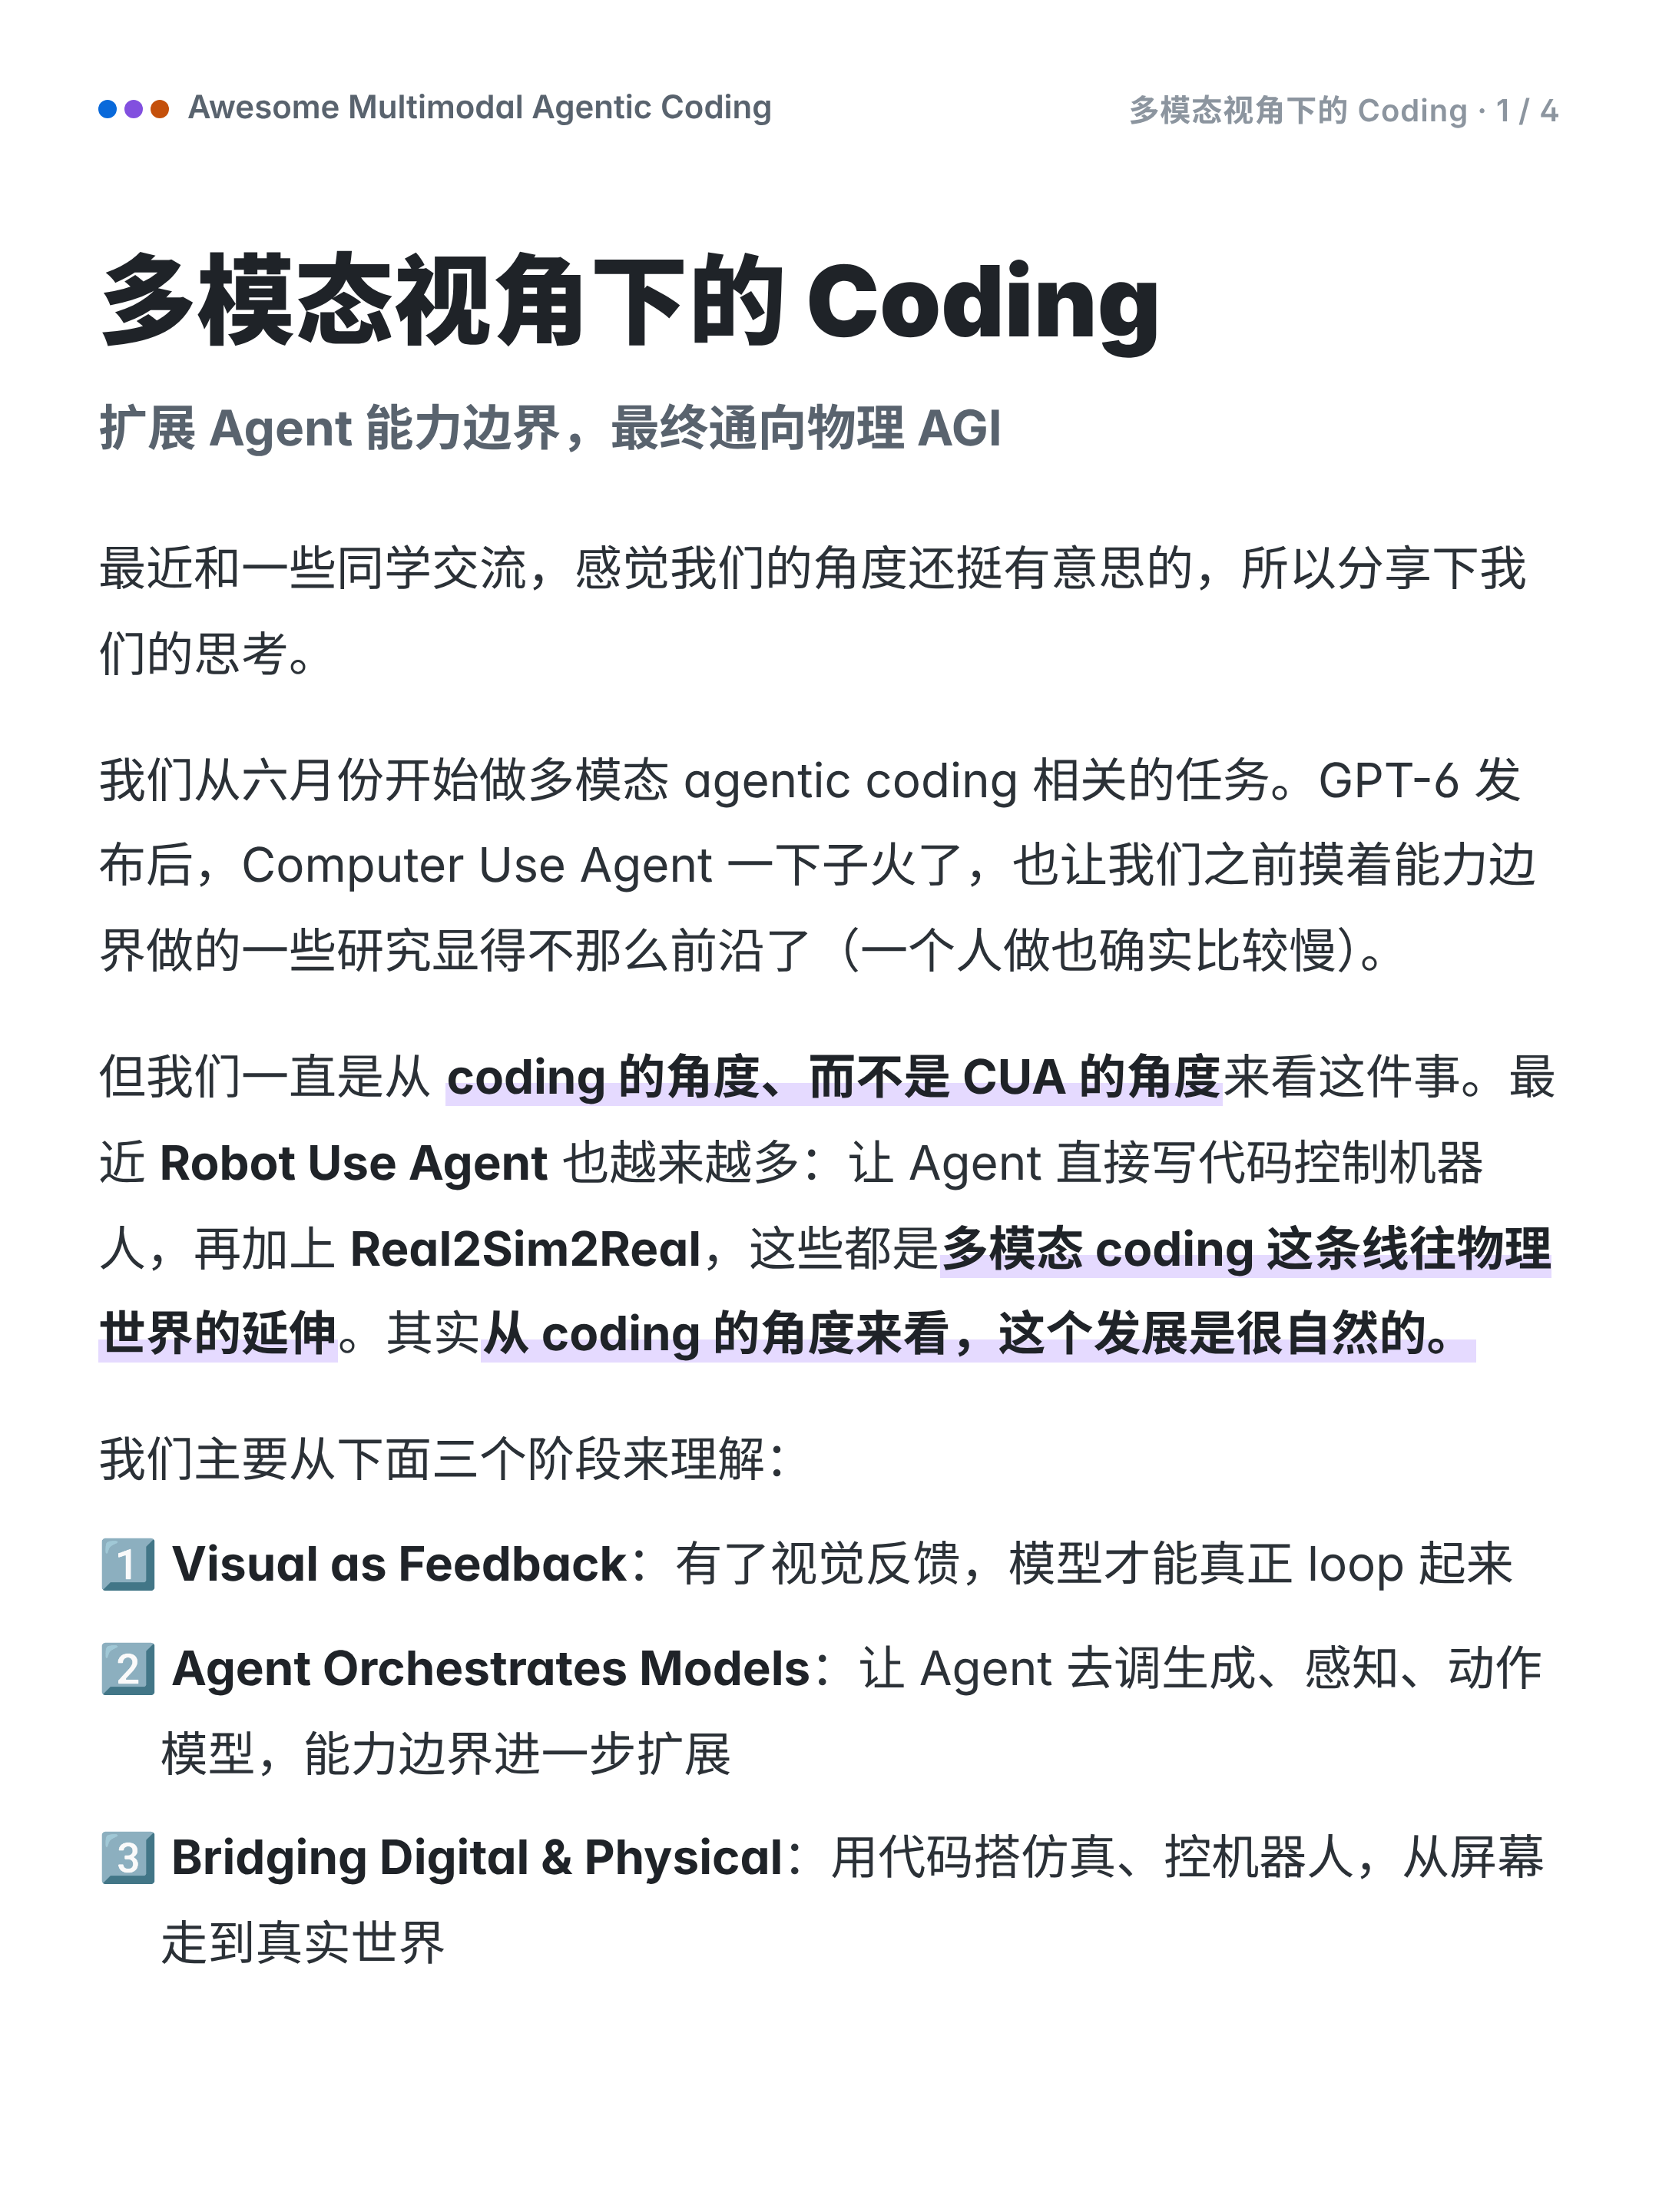 Awesome Multimodal Agentic Coding
多模态视角下的 Coding · 1 / 4
多模态视角下的 Coding
扩展 Agent 能力边界，最终通向物理 AGI
最近和一些同学交流，感觉我们的角度还挺有意思的，所以分享下我
们的思考。
我们从六月份开始做多模态 agentic coding 相关的任务。GPT-6 发
布后，Computer Use Agent 一下子火了，也让我们之前摸着能力边
界做的一些研究显得不那么前沿了（一个人做也确实比较慢）。
但我们一直是从 coding 的角度、而不是 CUA 的角度来看这件事。最
近 Robot Use Agent 也越来越多：让 Agent 直接写代码控制机器
人，再加上 Real2Sim2Real，这些都是多模态 coding 这条线往物理
世界的延伸。其实从 coding 的角度来看，这个发展是很自然的。
我们主要从下面三个阶段来理解：
1️⃣ Visual as Feedback：有了视觉反馈，模型才能真正 loop 起来
2️⃣ Agent Orchestrates Models：让 Agent 去调生成、感知、动作
模型，能力边界进一步扩展
3️⃣ Bridging Digital & Physical：用代码搭仿真、控机器人，从屏幕
走到真实世界